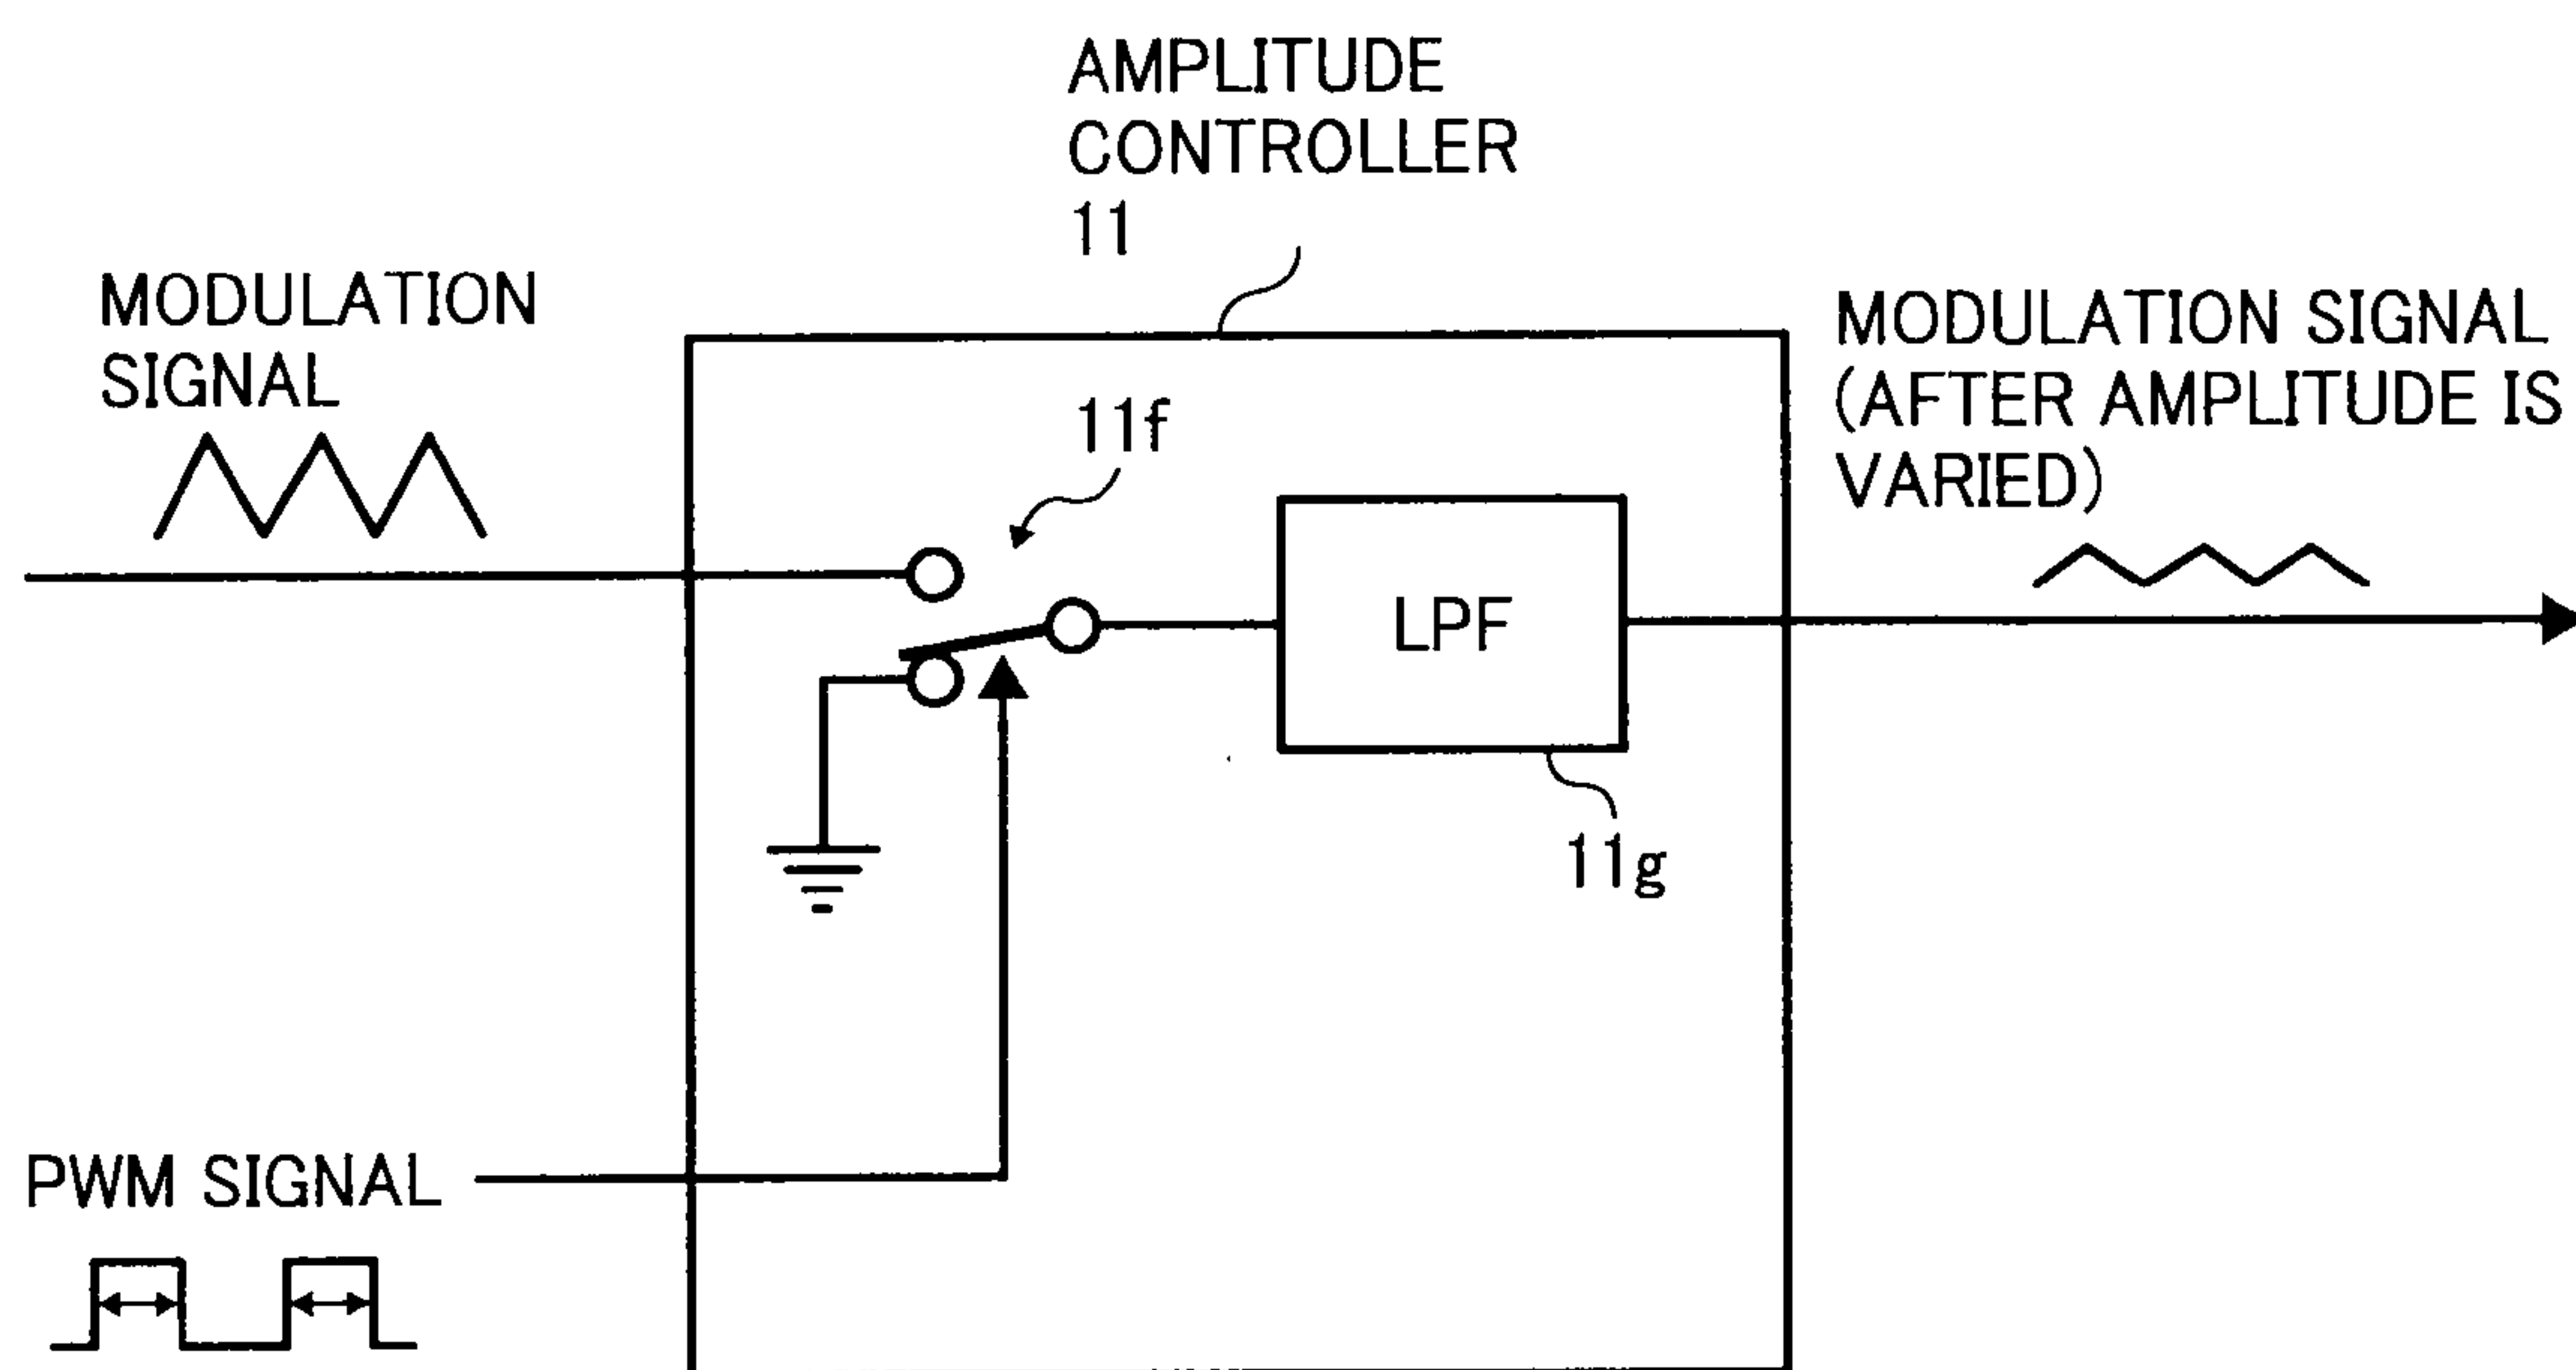 AMPLITUDE
CONTROLLER
11
MODULATION
SIGNAL
MODULATION SIGNAL
(AFTER AMPLITUDE IS
VARIED)
11f
LPF
11g
PWM SIGNAL